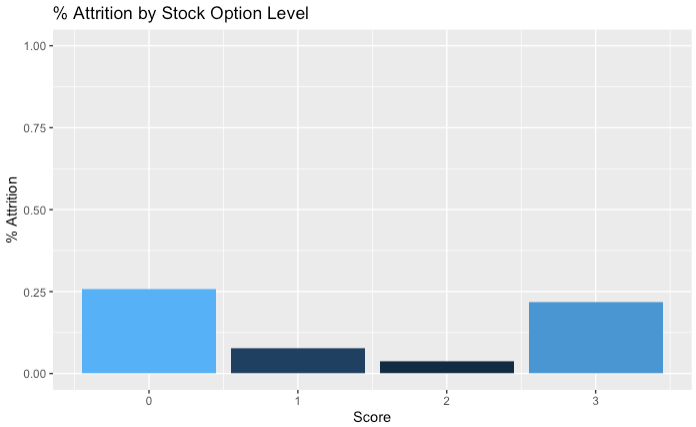 % Attrition by Stock Option Level
1.00
0.75
0.50
0.25
0.00
% Attrition
0 1 2 3
Score